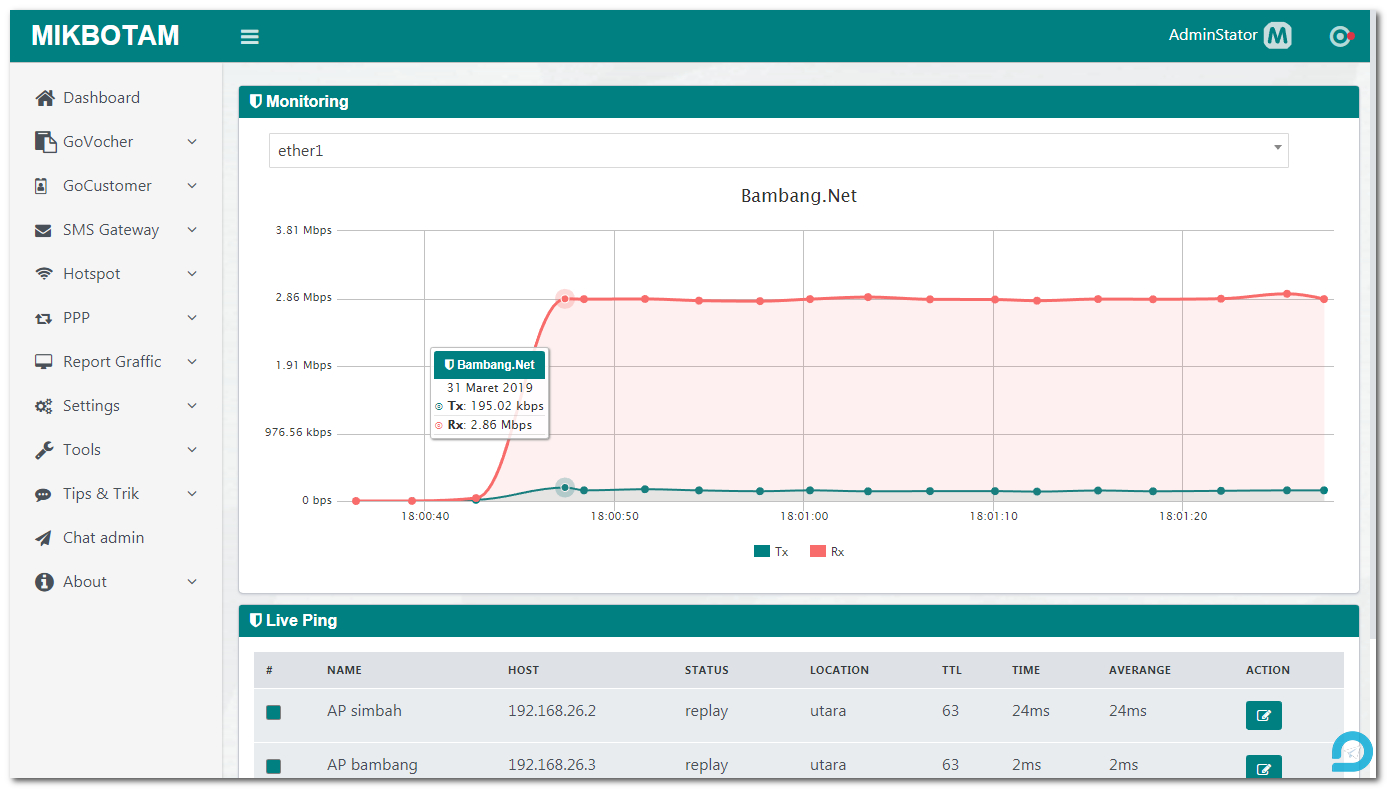 MIKBOTAM
AdminStator M
Dashboard
GoVocher
GoCustomer
SMS Gateway
Hotspot
PPP
Report Graffic
Settings
Tools
Tips & Trik
Chat admin
About
Monitoring
ether1
Bambang.Net
3.81 Mbps
2.86 Mbps
1.91 Mbps
976.56 kbps
0 bps
Bambang.Net
31 Maret 2019
Tx: 195.02 kbps
Rx: 2.86 Mbps
18:00:40 18:00:50 18:01:00 18:01:10 18:01:20
Tx Rx
Live Ping
# NAME HOST STATUS LOCATION TTL TIME AVERANGE ACTION
AP simbah 192.168.26.2 replay utara 63 24ms 24ms
AP bambang 192.168.26.3 replay utara 63 2ms 2ms